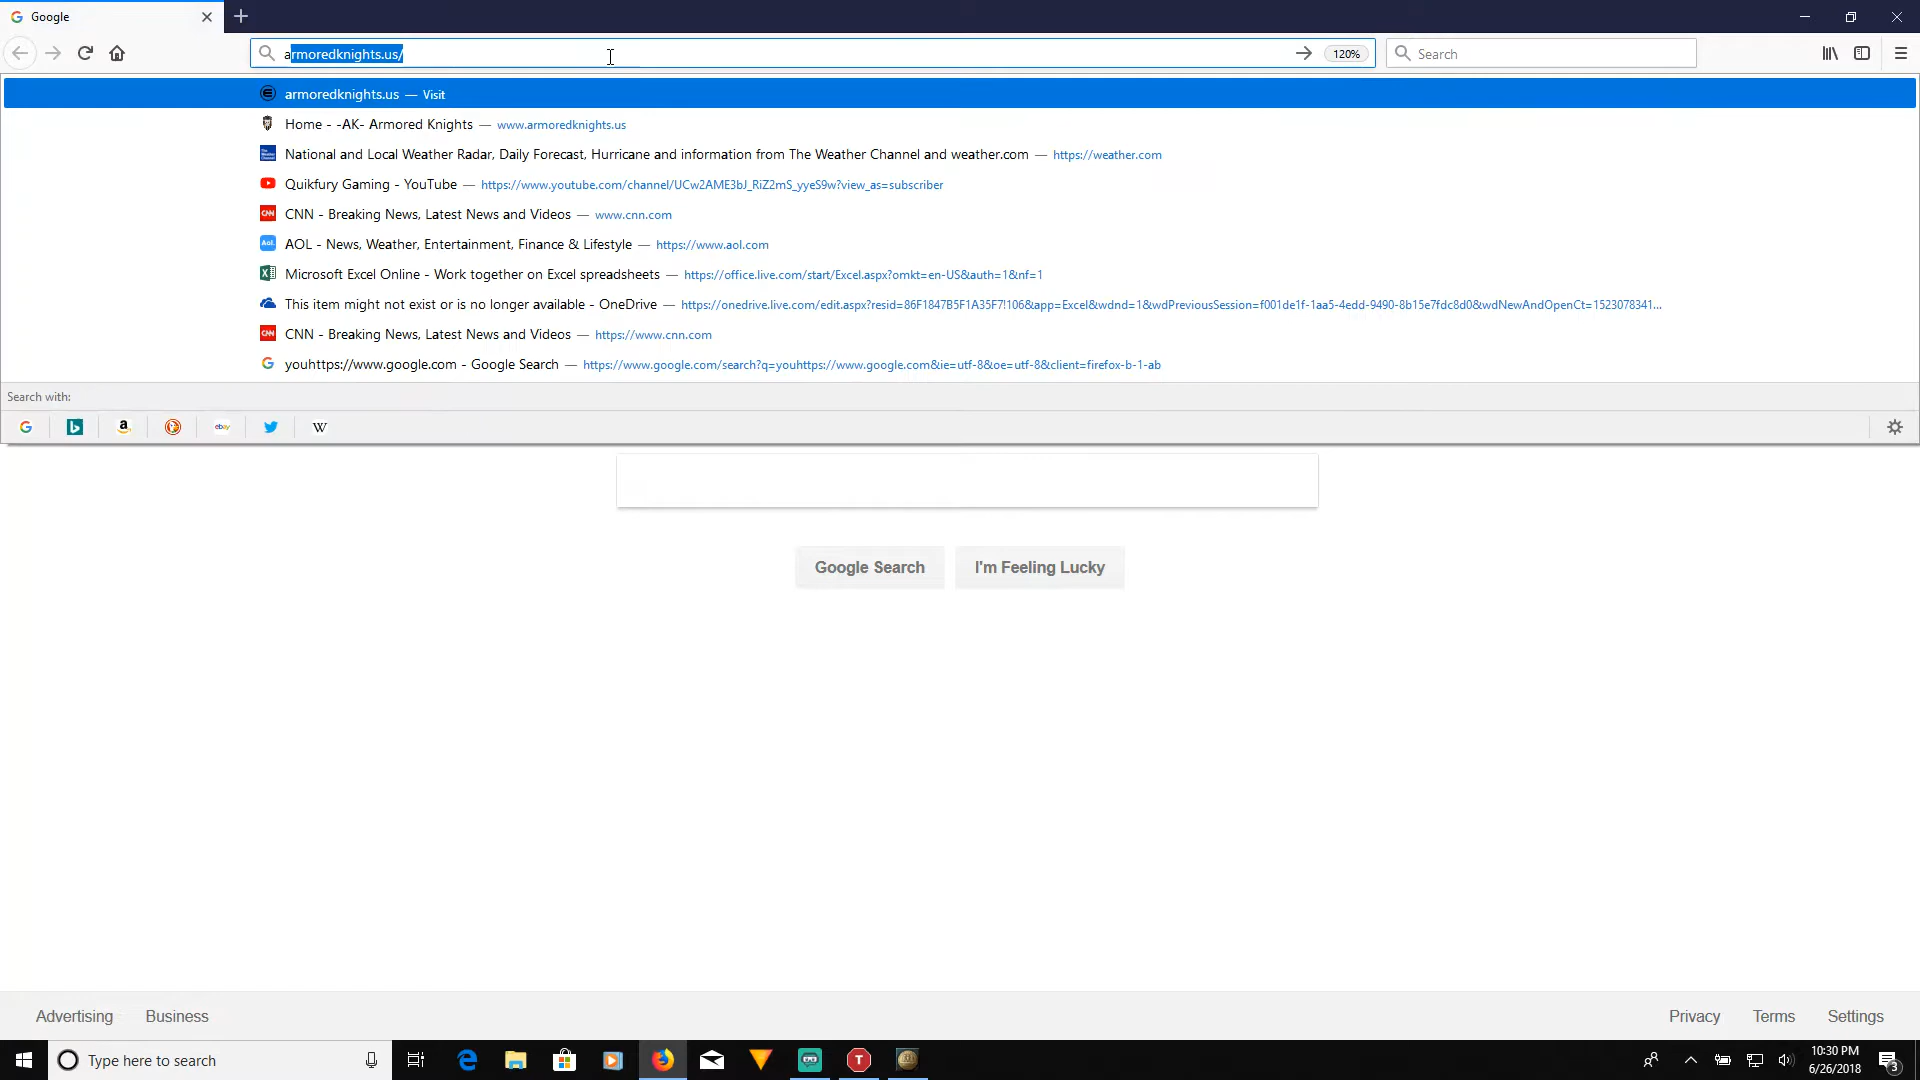 Google
armoredknights.us/
120%
Search
armoredknights.us — Visit
Home - -AK- Armored Knights — www.armoredknights.us
National and Local Weather Radar, Daily Forecast, Hurricane and information from The Weather Channel and weather.com — https://weather.com
Quikfury Gaming - YouTube — https://www.youtube.com/channel/UCw2AME3bJ_RiZ2mS_yyeS9w?view_as=subscriber
CNN - Breaking News, Latest News and Videos — www.cnn.com
AOL - News, Weather, Entertainment, Finance & Lifestyle — https://www.aol.com
Microsoft Excel Online - Work together on Excel spreadsheets — https://office.live.com/start/Excel.aspx?omkt=en-US&auth=1&nf=1
This item might not exist or is no longer available - OneDrive — https://onedrive.live.com/edit.aspx?resid=86F1847B5F1A35F7!106&app=Excel&wdnd=1&wdPreviousSession=f001de1f-1aa5-4edd-9490-8b15e7fdc8d0&wdNewAndOpenCt=1523078341...
CNN - Breaking News, Latest News and Videos — https://www.cnn.com
youhttps://www.google.com - Google Search — https://www.google.com/search?q=youhttps://www.google.com&ie=utf-8&oe=utf-8&client=firefox-b-1-ab
Search with:
Google Search
I'm Feeling Lucky
Advertising
Business
Privacy
Terms
Settings
Type here to search
10:30 PM
6/26/2018
3